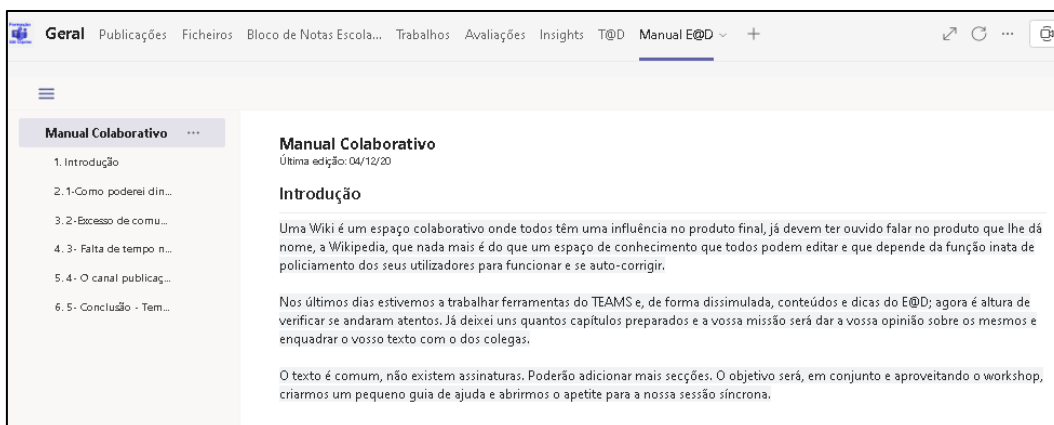 Geral Publicações Ficheiros Bloco de Notas Escola... Trabalhos Avaliações Insights T@D Manual E@D
Manual Colaborativo ...
1. Introdução
2. 1-Como poderei din...
3. 2-Excesso de comu...
4. 3- Falta de tempo n...
5. 4- O canal publicaç...
6. 5- Conclusão - Tem...
Manual Colaborativo
Última edição: 04/12/20
Introdução
Uma Wiki é um espaço colaborativo onde todos têm uma influência no produto final, já devem ter ouvido falar no produto que lhe dá
nome, a Wikipedia, que nada mais é do que um espaço de conhecimento que todos podem editar e que depende da função inata de
policiamento dos seus utilizadores para funcionar e se auto-corrigir.
Nos últimos dias estivemos a trabalhar ferramentas do TEAMS e, de forma dissimulada, conteúdos e dicas do E@D; agora é altura de
verificar se andaram atentos. Já deixei uns quantos capítulos preparados e a vossa missão será dar a vossa opinião sobre os mesmos e
enquadrar o vosso texto com o dos colegas.
O texto é comum, não existem assinaturas. Poderão adicionar mais secções. O objetivo será, em conjunto e aproveitando o workshop,
criarmos um pequeno guia de ajuda e abrirmos o apetite para a nossa sessão síncrona.